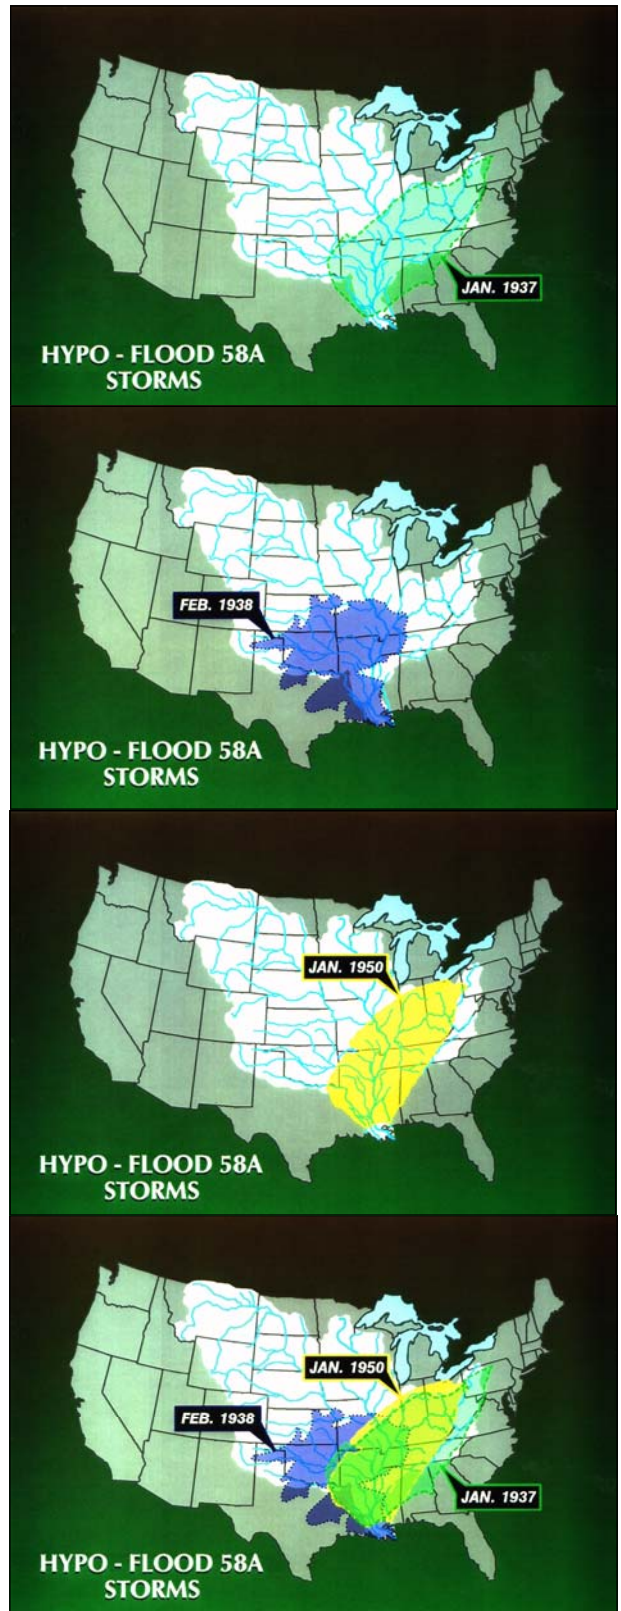 JAN. 1937
HYPO - FLOOD 58A
STORMS
FEB. 1938
HYPO - FLOOD 58A
STORMS
JAN. 1950
HYPO - FLOOD 58A
STORMS
JAN. 1950
FEB. 1938
JAN. 1937
HYPO - FLOOD 58A
STORMS